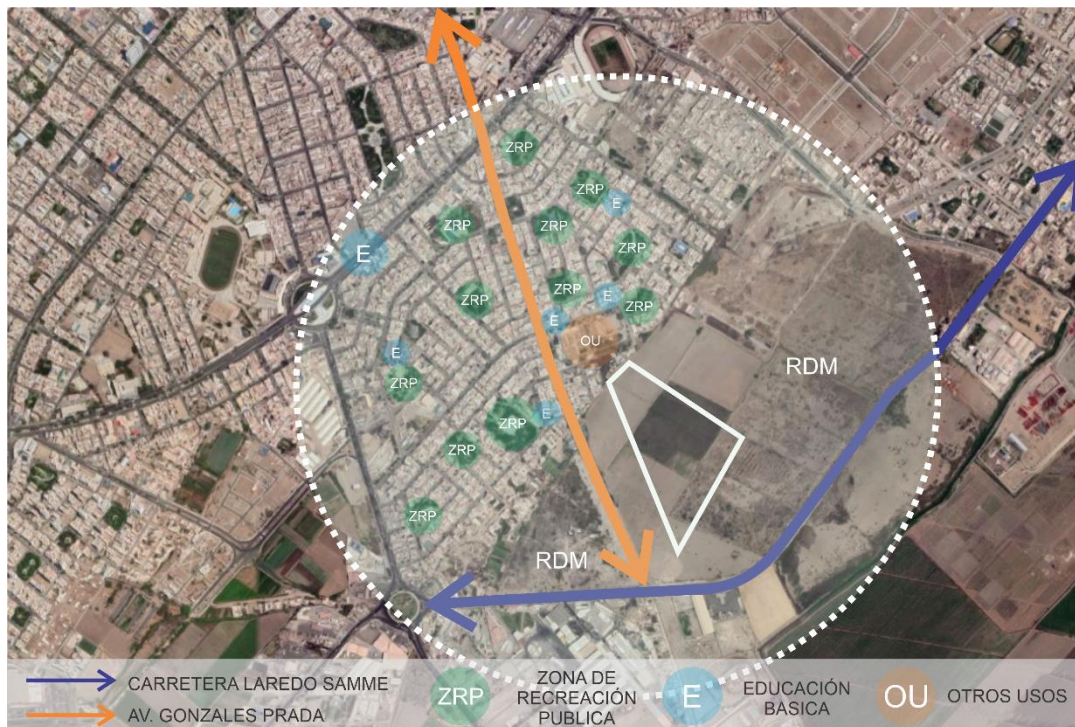 ZRP
ZRP
E
ZRP
ZRP
E
ZRP
ZRP
ZRP
E
ZRP
E
OU
E
ZRP
RDM
ZRP
E
ZRP
ZRP
RDM
CARRETERA LAREDO SAMME
AV. GONZALES PRADA
ZRP
ZONA DE
RECREACIÓN
PUBLICA
E
EDUCACIÓN
BÁSICA
OU
OTROS USOS